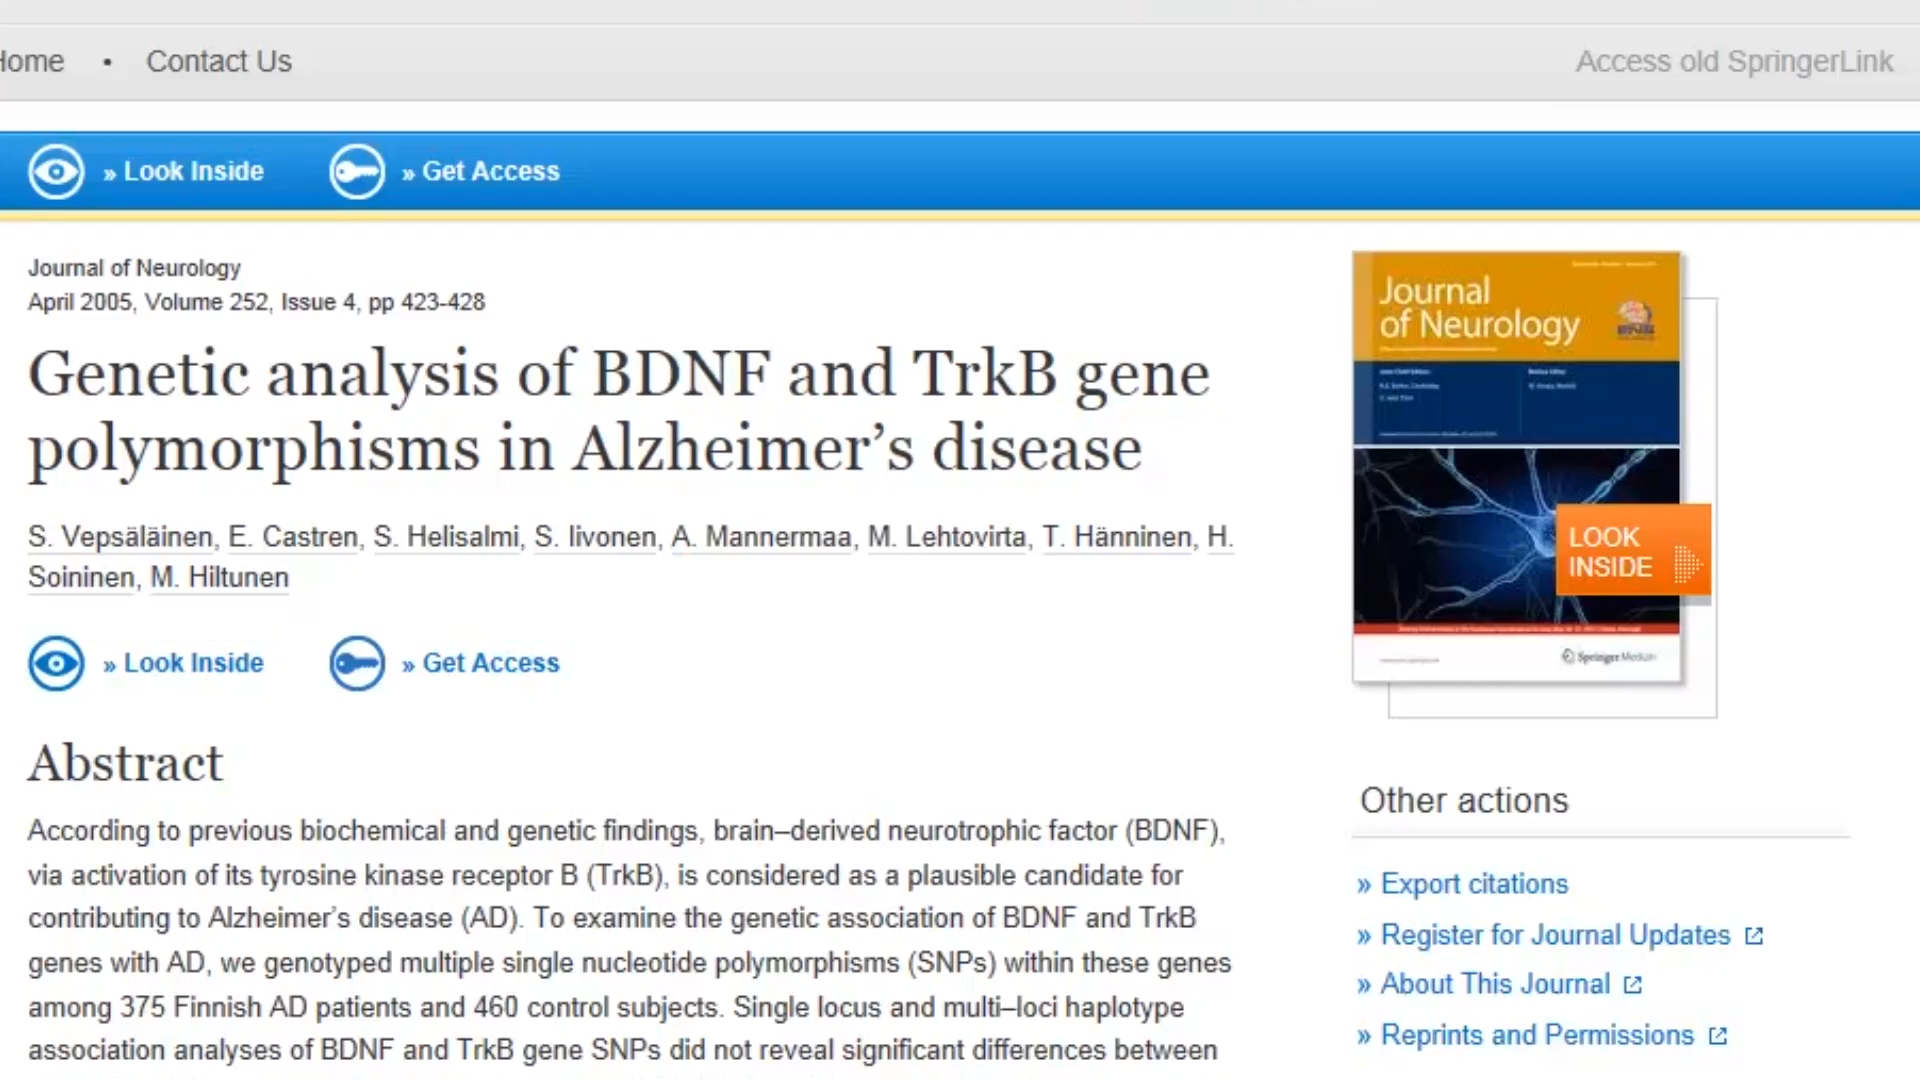 Home • Contact Us
Access old SpringerLink
» Look Inside
» Get Access
Journal of Neurology
April 2005, Volume 252, Issue 4, pp 423-428
Genetic analysis of BDNF and TrkB gene
polymorphisms in Alzheimer’s disease
S. Vepsäläinen, E. Castren, S. Helisalmi, S. Iivonen, A. Mannermaa, M. Lehtovirta, T. Hänninen, H.
Soininen, M. Hiltunen
» Look Inside
» Get Access
Abstract
According to previous biochemical and genetic findings, brain–derived neurotrophic factor (BDNF),
via activation of its tyrosine kinase receptor B (TrkB), is considered as a plausible candidate for
contributing to Alzheimer’s disease (AD). To examine the genetic association of BDNF and TrkB
genes with AD, we genotyped multiple single nucleotide polymorphisms (SNPs) within these genes
among 375 Finnish AD patients and 460 control subjects. Single locus and multi–loci haplotype
association analyses of BDNF and TrkB gene SNPs did not reveal significant differences between
Journal
of Neurology
LOOK
INSIDE
Springer Medizin
Other actions
» Export citations
» Register for Journal Updates
» About This Journal
» Reprints and Permissions